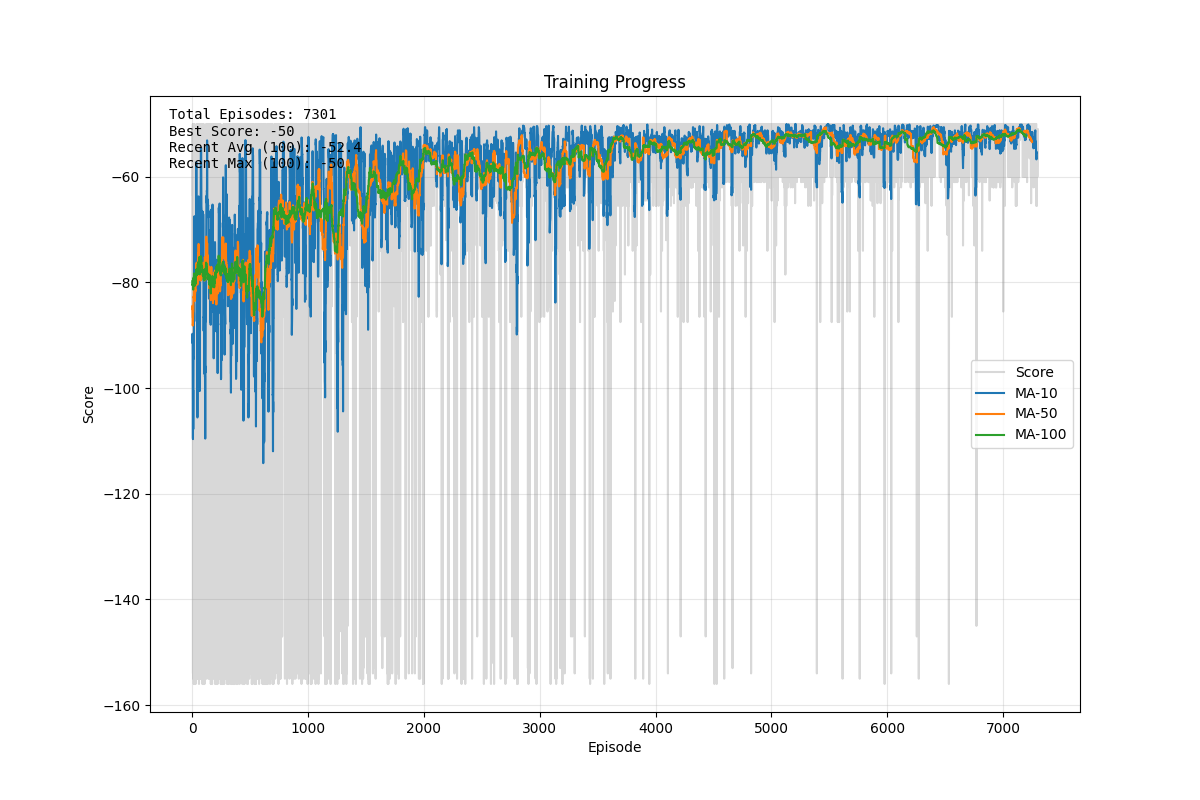 Training Progress
Total Episodes: 7301
Best Score: -50
Recent Avg (100): -52.4
Recent Max (100): -50
Score
−60
−80
−100
−120
−140
−160
Score
MA-10
MA-50
MA-100
0 1000 2000 3000 4000 5000 6000 7000
Episode